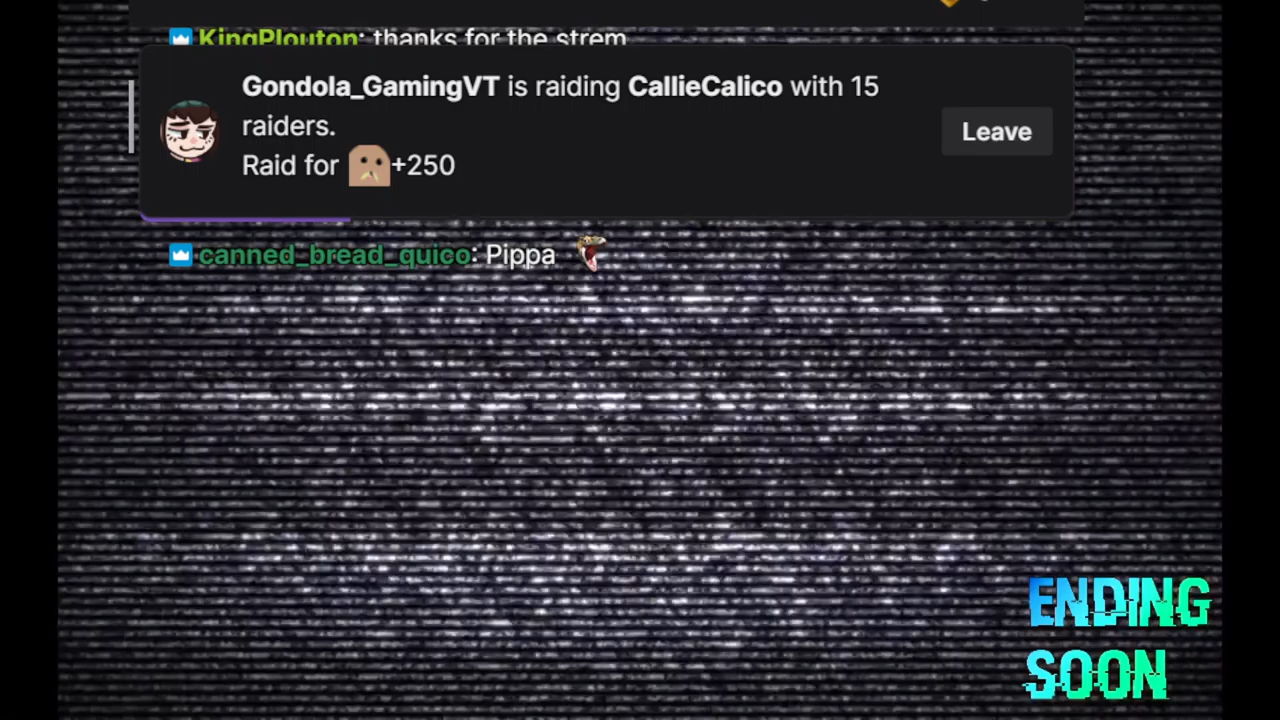 KingPlouton: thanks for the strem
Gondola_GamingVT is raiding CallieCalico with 15
raiders.
Raid for +250
Leave
canned_bread_quico: Pippa
ENDING
SOON